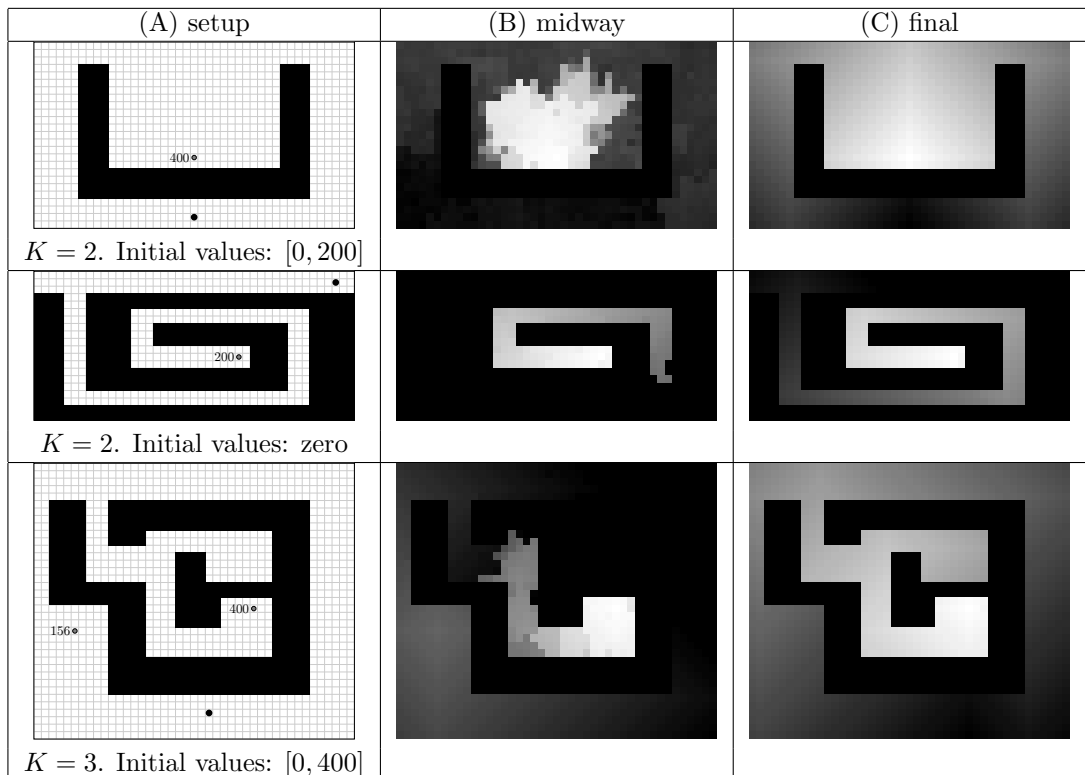 (A) setup
(B) midway
(C) final
400
K = 2. Initial values: [0, 200]
200
K = 2. Initial values: zero
400
156
K = 3. Initial values: [0, 400]